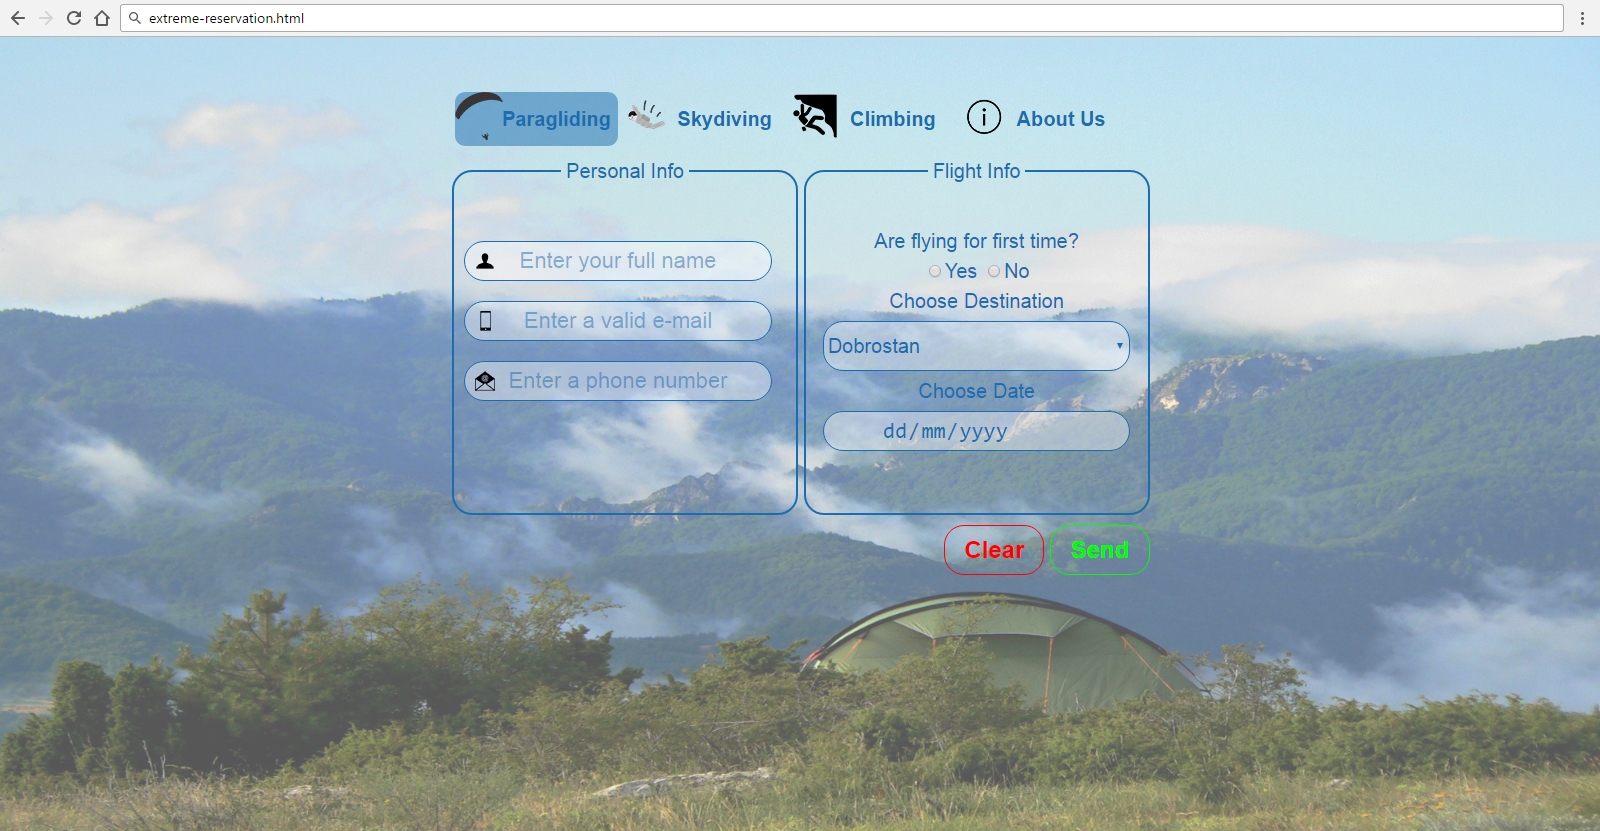 extreme-reservation.html
Paragliding Skydiving Climbing About Us
Personal Info
Enter your full name
Enter a valid e-mail
Enter a phone number
Flight Info
Are flying for first time?
Yes No
Choose Destination
Dobrostan
Choose Date
dd/mm/yyyy
Clear Send